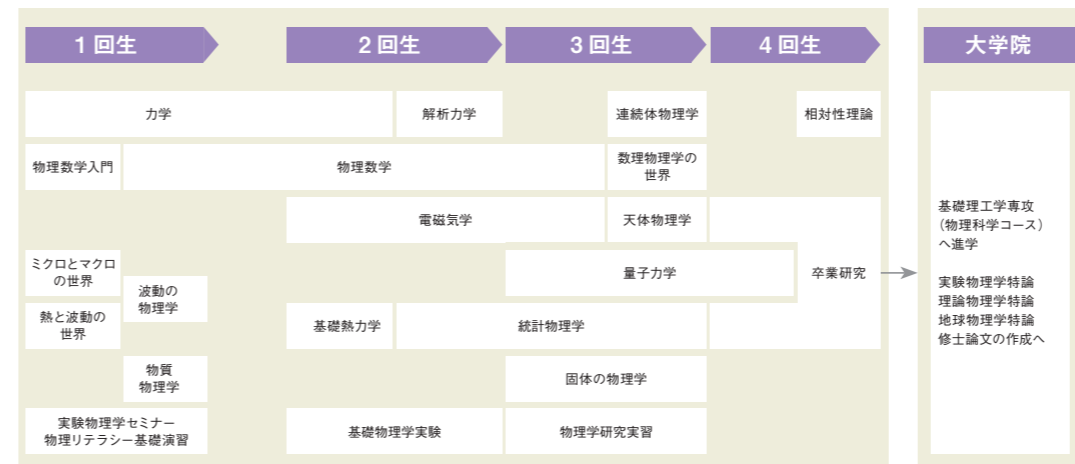 1回生
2回生
3回生
4回生
大学院
力学
解析力学
連続体物理学
相対性理論
物理数学入門
物理数学
数理物理学の
世界
電磁気学
天体物理学
ミクロとマクロ
の世界
波動の
物理学
量子力学
卒業研究
熱と波動の
世界
基礎熱力学
統計物理学
物質
物理学
固体の物理学
実験物理学セミナー
物理リテラシー基礎演習
基礎物理学実験
物理学研究実習
基礎理工学専攻
（物理科学コース）
へ進学
実験物理学特論
理論物理学特論
地球物理学特論
修士論文の作成へ